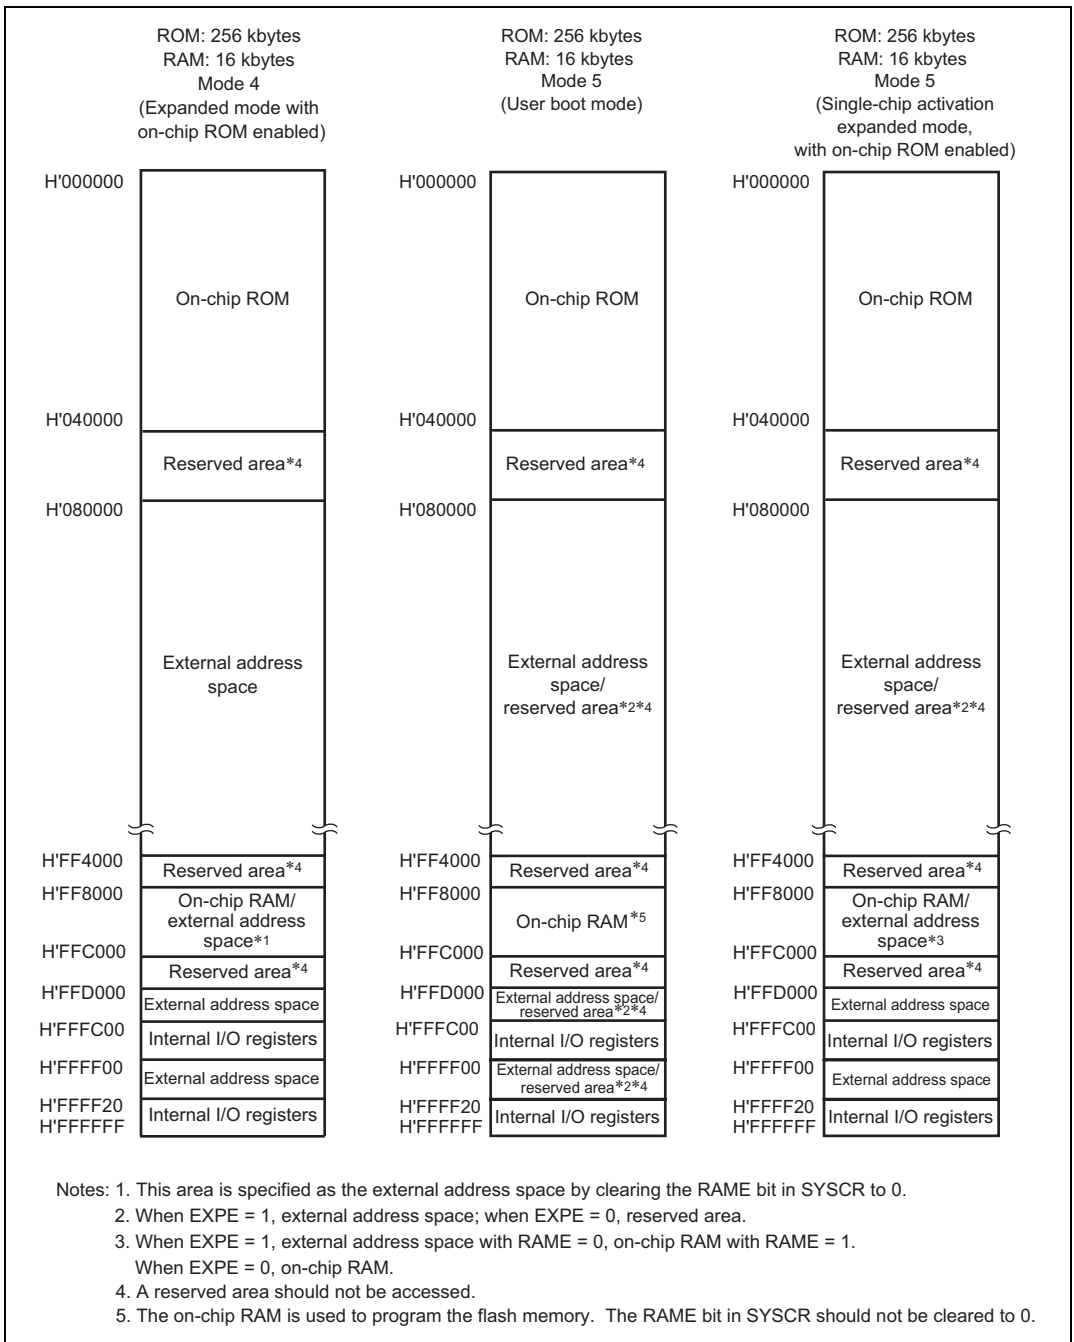 ROM: 256 kbytes
RAM: 16 kbytes
Mode 4
(Expanded mode with
on-chip ROM enabled)
H'000000
On-chip ROM
H'040000
Reserved area*4
H'080000
External address
space
H'FF4000
Reserved area*4
H'FF8000
On-chip RAM/
external address
space*1
H'FFC000
Reserved area*4
H'FFD000
External address space
H'FFFC00
Internal I/O registers
H'FFFF00
External address space
H'FFFF20
Internal I/O registers
H'FFFFFF
ROM: 256 kbytes
RAM: 16 kbytes
Mode 5
(User boot mode)
H'000000
On-chip ROM
H'040000
Reserved area*4
H'080000
External address
space/
reserved area*2*4
H'FF4000
Reserved area*4
H'FF8000
On-chip RAM*5
H'FFC000
Reserved area*4
H'FFD000
External address space/
reserved area*2*4
H'FFFC00
Internal I/O registers
H'FFFF00
External address space/
reserved area*2*4
H'FFFF20
Internal I/O registers
H'FFFFFF
ROM: 256 kbytes
RAM: 16 kbytes
Mode 5
(Single-chip activation
expanded mode,
with on-chip ROM enabled)
H'000000
On-chip ROM
H'040000
Reserved area*4
H'080000
External address
space/
reserved area*2*4
H'FF4000
Reserved area*4
H'FF8000
On-chip RAM/
external address
space*3
H'FFC000
Reserved area*4
H'FFD000
External address space
H'FFFC00
Internal I/O registers
H'FFFF00
External address space
H'FFFF20
Internal I/O registers
H'FFFFFF
Notes: 1. This area is specified as the external address space by clearing the RAME bit in SYSCR to 0.
2. When EXPE = 1, external address space; when EXPE = 0, reserved area.
3. When EXPE = 1, external address space with RAME = 0, on-chip RAM with RAME = 1.
When EXPE = 0, on-chip RAM.
4. A reserved area should not be accessed.
5. The on-chip RAM is used to program the flash memory. The RAME bit in SYSCR should not be cleared to 0.